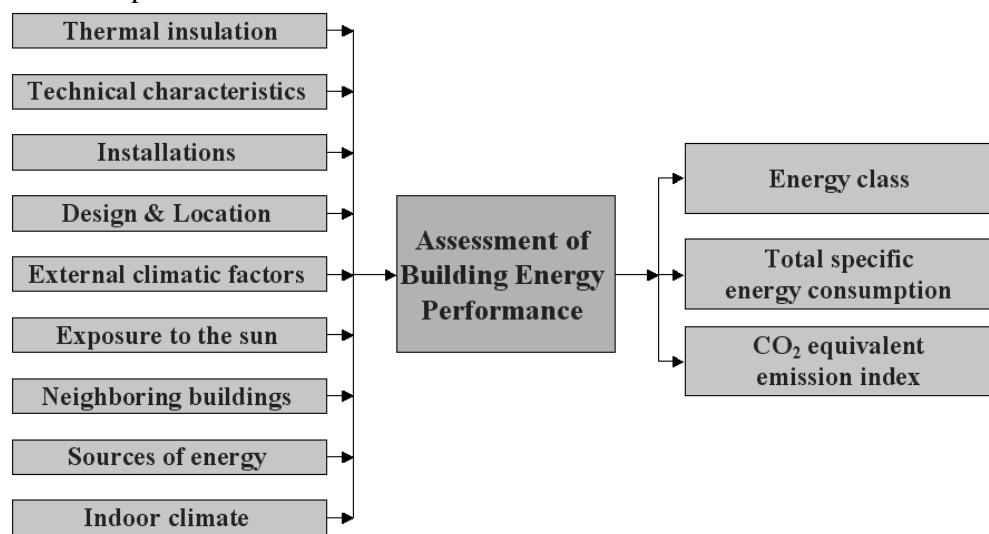 Thermal insulation
Technical characteristics
Installations
Design & Location
External climatic factors
Exposure to the sun
Neighboring buildings
Sources of energy
Indoor climate
Assessment of
Building Energy
Performance
Energy class
Total specific
energy consumption
CO₂ equivalent
emission index